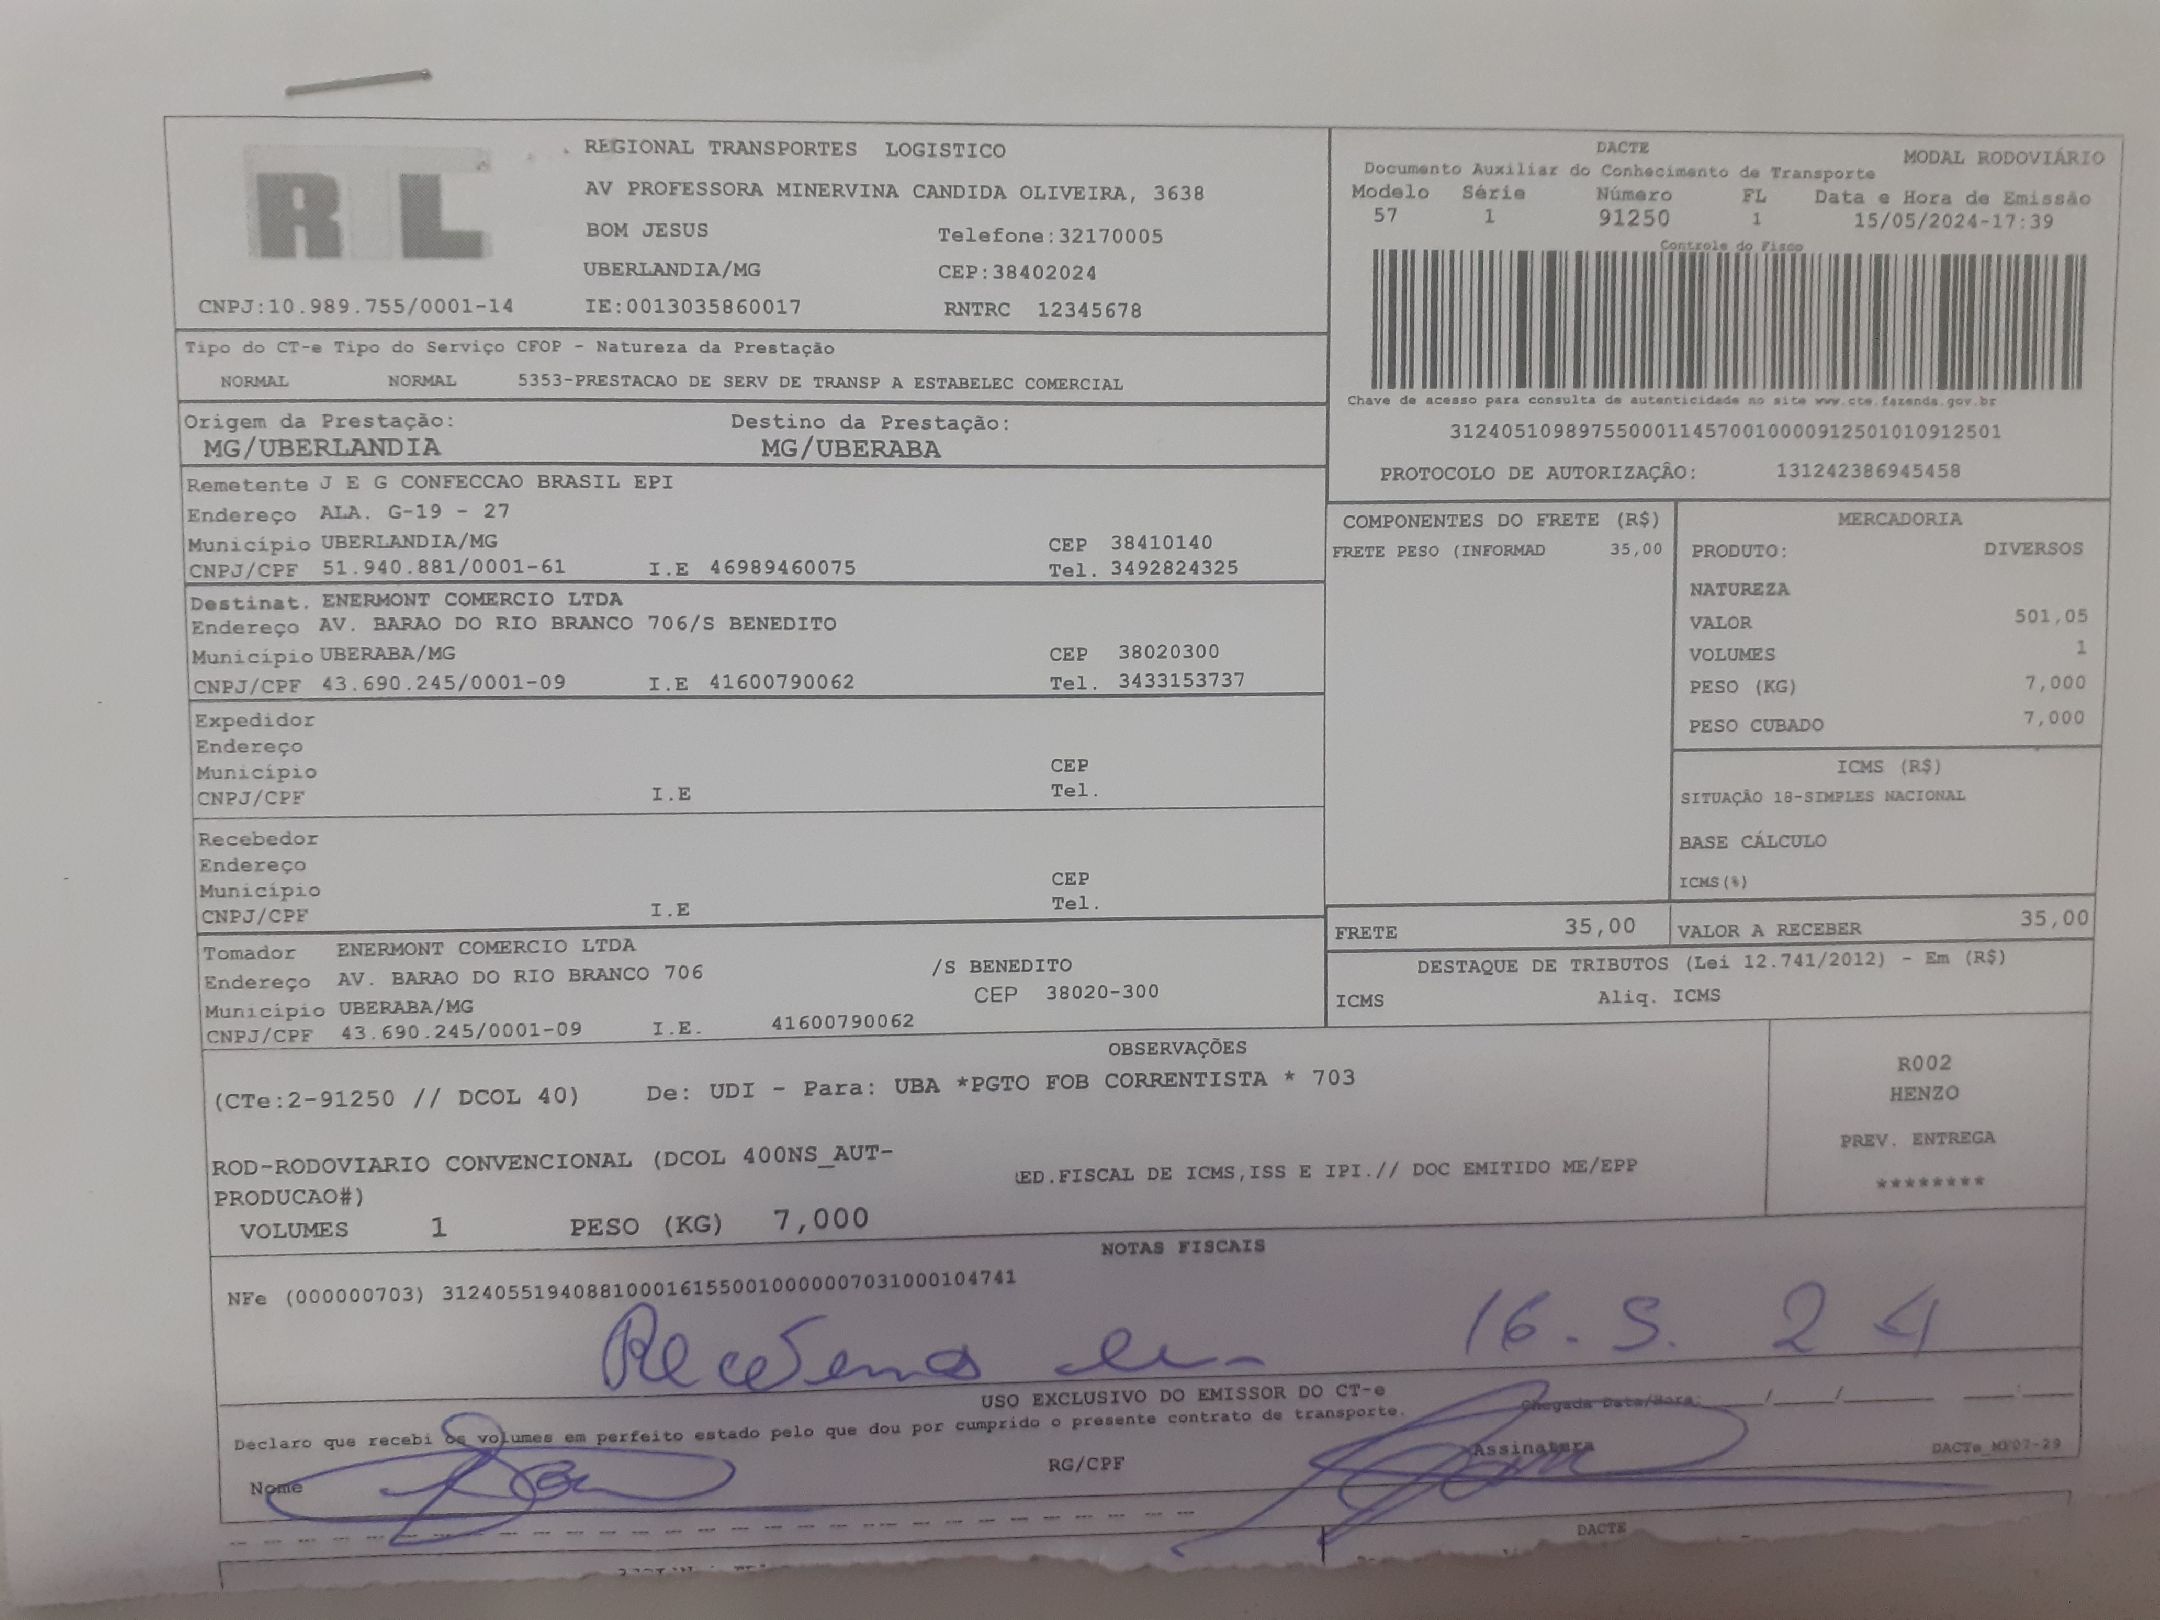 RL
REGIONAL TRANSPORTES LOGISTICO
AV PROFESSORA MINERVINA CANDIDA OLIVEIRA, 3638
BOM JESUS Telefone:32170005
UBERLANDIA/MG CEP:38402024
CNPJ:10.989.755/0001-14 IE:0013035860017 RNTRC 12345678
DACTE
MODAL RODOVIÁRIO
Documento Auxiliar do Conhecimento de Transporte
Modelo Série Número FL Data e Hora de Emissão
57 1 91250 1 15/05/2024-17:39
Controle do Fisco
Chave de acesso para consulta de autenticidade no site www.cte.fazenda.gov.br
31240510989755000114570010000912501010912501
PROTOCOLO DE AUTORIZAÇÂO: 131242386945458
Tipo do CT-e Tipo do Serviço CFOP - Natureza da Prestação
NORMAL NORMAL 5353-PRESTACAO DE SERV DE TRANSP A ESTABELEC COMERCIAL
Origem da Prestação: Destino da Prestação:
MG/UBERLANDIA MG/UBERABA
Remetente J E G CONFECCAO BRASIL EPI
Endereço ALA. G-19 - 27
Município UBERLANDIA/MG CEP 38410140
CNPJ/CPF 51.940.881/0001-61 I.E 46989460075 Tel. 3492824325
Destinat. ENERMONT COMERCIO LTDA
Endereço AV. BARAO DO RIO BRANCO 706/S BENEDITO
Município UBERABA/MG CEP 38020300
CNPJ/CPF 43.690.245/0001-09 I.E 41600790062 Tel. 3433153737
Expedidor
Endereço
Município CEP
CNPJ/CPF I.E Tel.
Recebedor
Endereço
Município CEP
CNPJ/CPF I.E Tel.
Tomador ENERMONT COMERCIO LTDA
Endereço AV. BARAO DO RIO BRANCO 706 /S BENEDITO
Município UBERABA/MG CEP 38020-300
CNPJ/CPF 43.690.245/0001-09 I.E. 41600790062
COMPONENTES DO FRETE (R$)
FRETE PESO (INFORMAD 35,00
MERCADORIA
PRODUTO: DIVERSOS
NATUREZA
VALOR 501,05
VOLUMES 1
PESO (KG) 7,000
PESO CUBADO 7,000
ICMS (R$)
SITUAÇÂO 18-SIMPLES NACIONAL
BASE CÁLCULO
ICMS(%)
FRETE 35,00 VALOR A RECEBER 35,00
DESTAQUE DE TRIBUTOS (Lei 12.741/2012) - Em (R$)
ICMS Aliq. ICMS
OBSERVAÇÕES
(CTe:2-91250 // DCOL 40) De: UDI - Para: UBA *PGTO FOB CORRENTISTA * 703
ROD-RODOVIARIO CONVENCIONAL (DCOL 400NS_AUT-
PRODUCAO#)
ED.FISCAL DE ICMS,ISS E IPI.// DOC EMITIDO ME/EPP
VOLUMES 1 PESO (KG) 7,000
R002
HENZO
PREV. ENTREGA
********
NOTAS FISCAIS
NFe (000000703) 31240551940881000161550010000007031000104741
Recebemos em 16.5.24
USO EXCLUSIVO DO EMISSOR DO CT-e
Declaro que recebi os volumes em perfeito estado pelo que dou por cumprido o presente contrato de transporte.
Chegada Data/Hora: ____/____/____ ____:____
Nome RG/CPF Assinatura
DACTe_MF07-29
DACTE